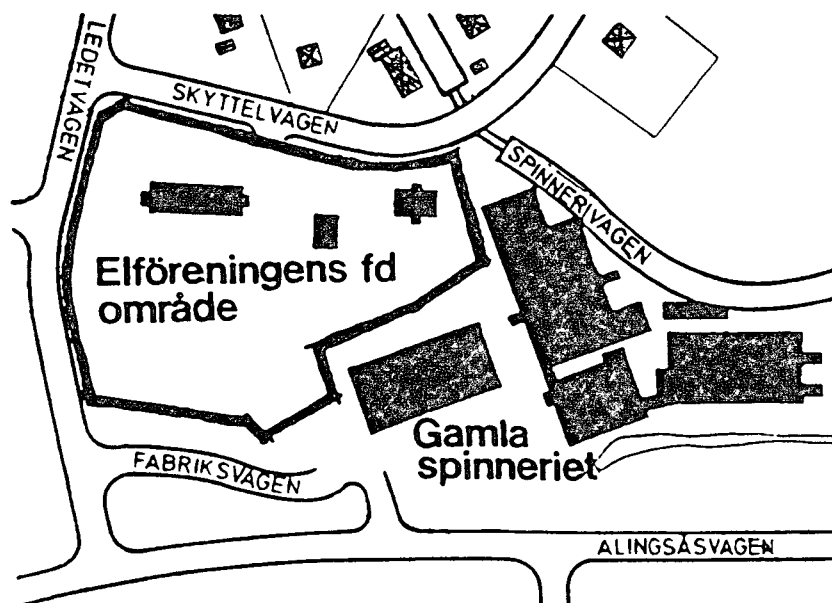 LEDETVAGEN
SKYTTELVAGEN
SPINNERIVAGEN
Elföreningens fd
område
Gamla
spinneriet
FABRIKSVAGEN
ALINGSÅSVAGEN